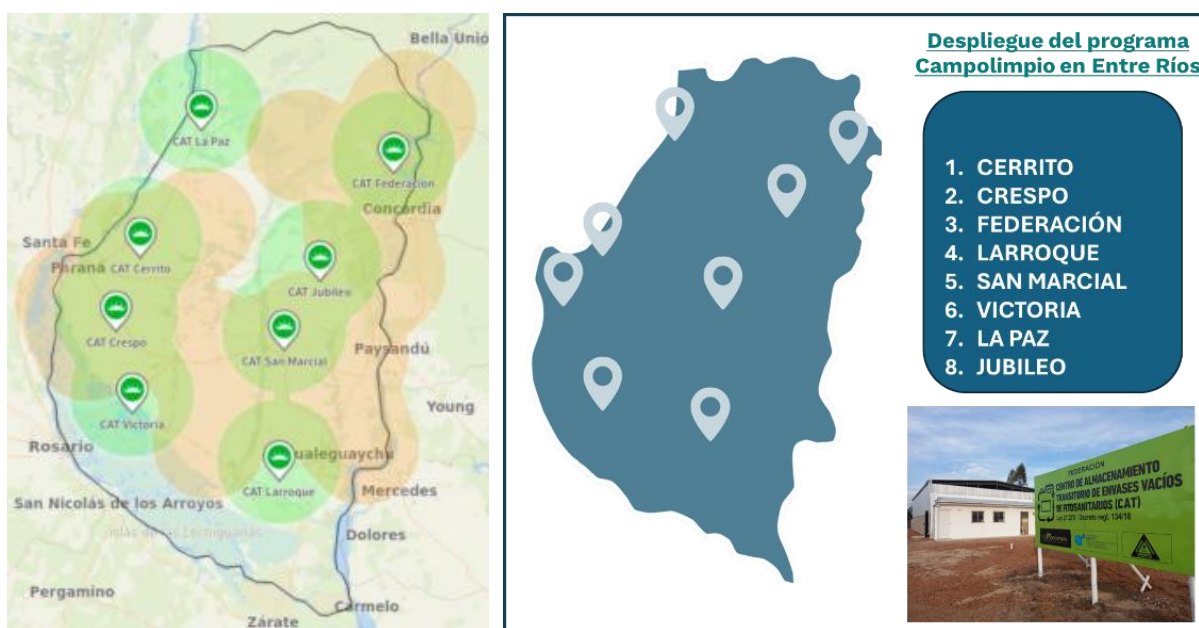 Bella Unió
CAT La Paz
CAT Federación
Concordia
Santa Fe
Paraná
CAT Cerrito
CAT Jubileo
CAT Crespo
CAT San Marcial
Paysandú
CAT Victoria
Young
Rosario
ualeguaychú
CAT Larroque
Mercedes
San Nicolás de los Arroyos
Dolores
Pergamino
Carmelo
Zárate
Despliegue del programa
Campolimpio en Entre Ríos
1. CERRITO
2. CRESPO
3. FEDERACIÓN
4. LARROQUE
5. SAN MARCIAL
6. VICTORIA
7. LA PAZ
8. JUBILEO
FEDERACIÓN
CENTRO DE ALMACENAMIENTO
TRANSITORIO DE ENVASES VACÍOS
DE FITOSANITARIOS (CAT)